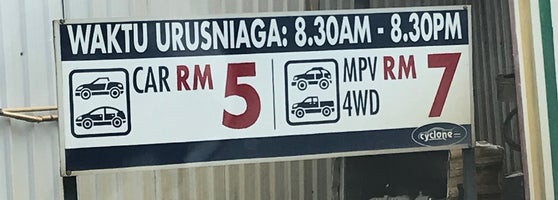 WAKTU URUSNIAGA: 8.30AM - 8.30PM
CAR RM 5
MPV RM 7
4WD
cyclone